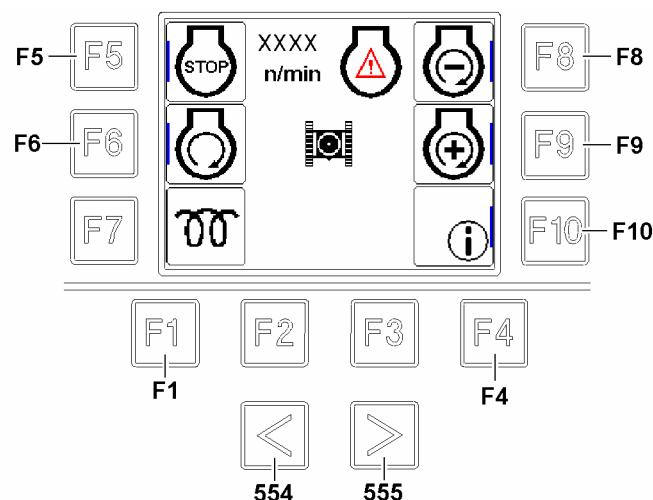 F5 F5 STOP XXXX n/min F8 F8
F6 F6 F9 F9
F7 i F10 F10
F1 F2 F3 F4
F1 F4
< >
554 555